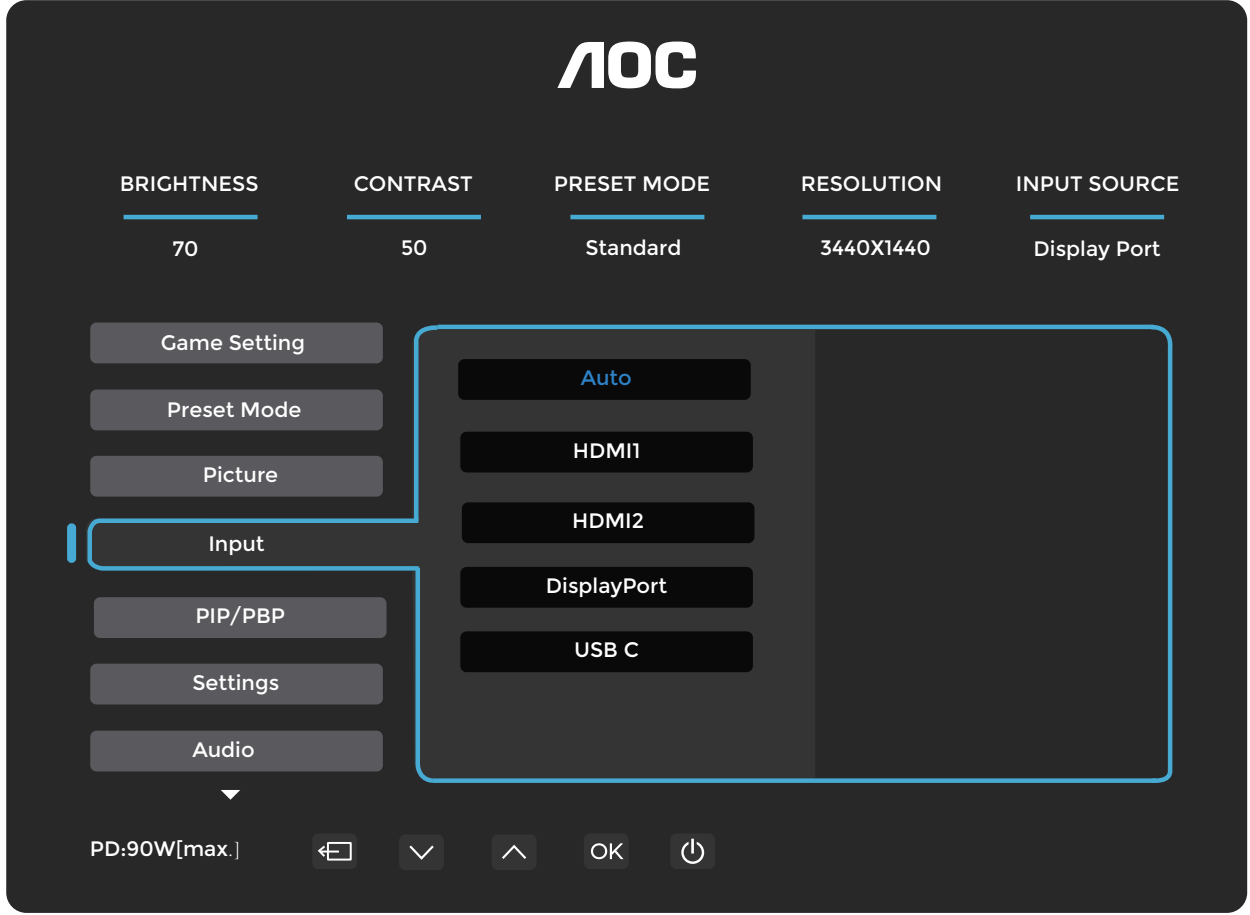 AOC
BRIGHTNESS CONTRAST PRESET MODE RESOLUTION INPUT SOURCE
70 50 Standard 3440X1440 Display Port
Game Setting
Preset Mode
Picture
Input
PIP/PBP
Settings
Audio
Auto
HDMI1
HDMI2
DisplayPort
USB C
PD:90W[max.]
OK